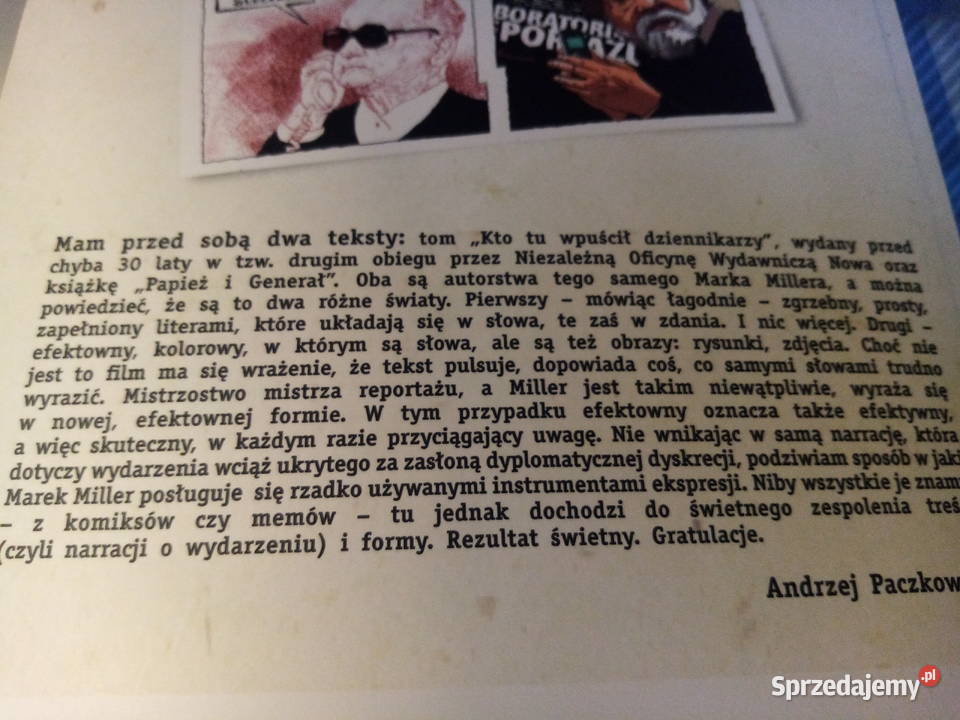 BORATORI
POKAZI
Mam przed sobą dwa teksty: tom „Kto tu wpuścił dziennikarzy”, wydany przed
chyba 30 laty w tzw. drugim obiegu przez Niezależną Oficynę Wydawniczą Nowa oraz
książkę „Papież i Generał”. Oba są autorstwa tego samego Marka Millera, a można
powiedzieć, że są to dwa różne światy. Pierwszy – mówiąc łagodnie – zgrzebny, prosty,
zapełniony literami, które układają się w słowa, te zaś w zdania. I nic więcej. Drugi –
efektowny, kolorowy, w którym są słowa, ale są też obrazy: rysunki, zdjęcia. Choć nie
jest to film ma się wrażenie, że tekst pulsuje, dopowiada coś, co samymi słowami trudno
wyrazić. Mistrzostwo mistrza reportażu, a Miller jest takim niewątpliwie, wyraża się
w nowej, efektownej formie. W tym przypadku efektowny oznacza także efektywny,
a więc skuteczny, w każdym razie przyciągający uwagę. Nie wnikając w samą narrację, która
dotyczy wydarzenia wciąż ukrytego za zasłoną dyplomatycznej dyskrecji, podziwiam sposób w jaki
Marek Miller posługuje się rzadko używanymi instrumentami ekspresji. Niby wszystkie je znam
– z komiksów czy memów – tu jednak dochodzi do świetnego zespolenia treś
(czyli narracji o wydarzeniu) i formy. Rezultat świetny. Gratulacje.
Andrzej Paczkow
Sprzedajemy.pl